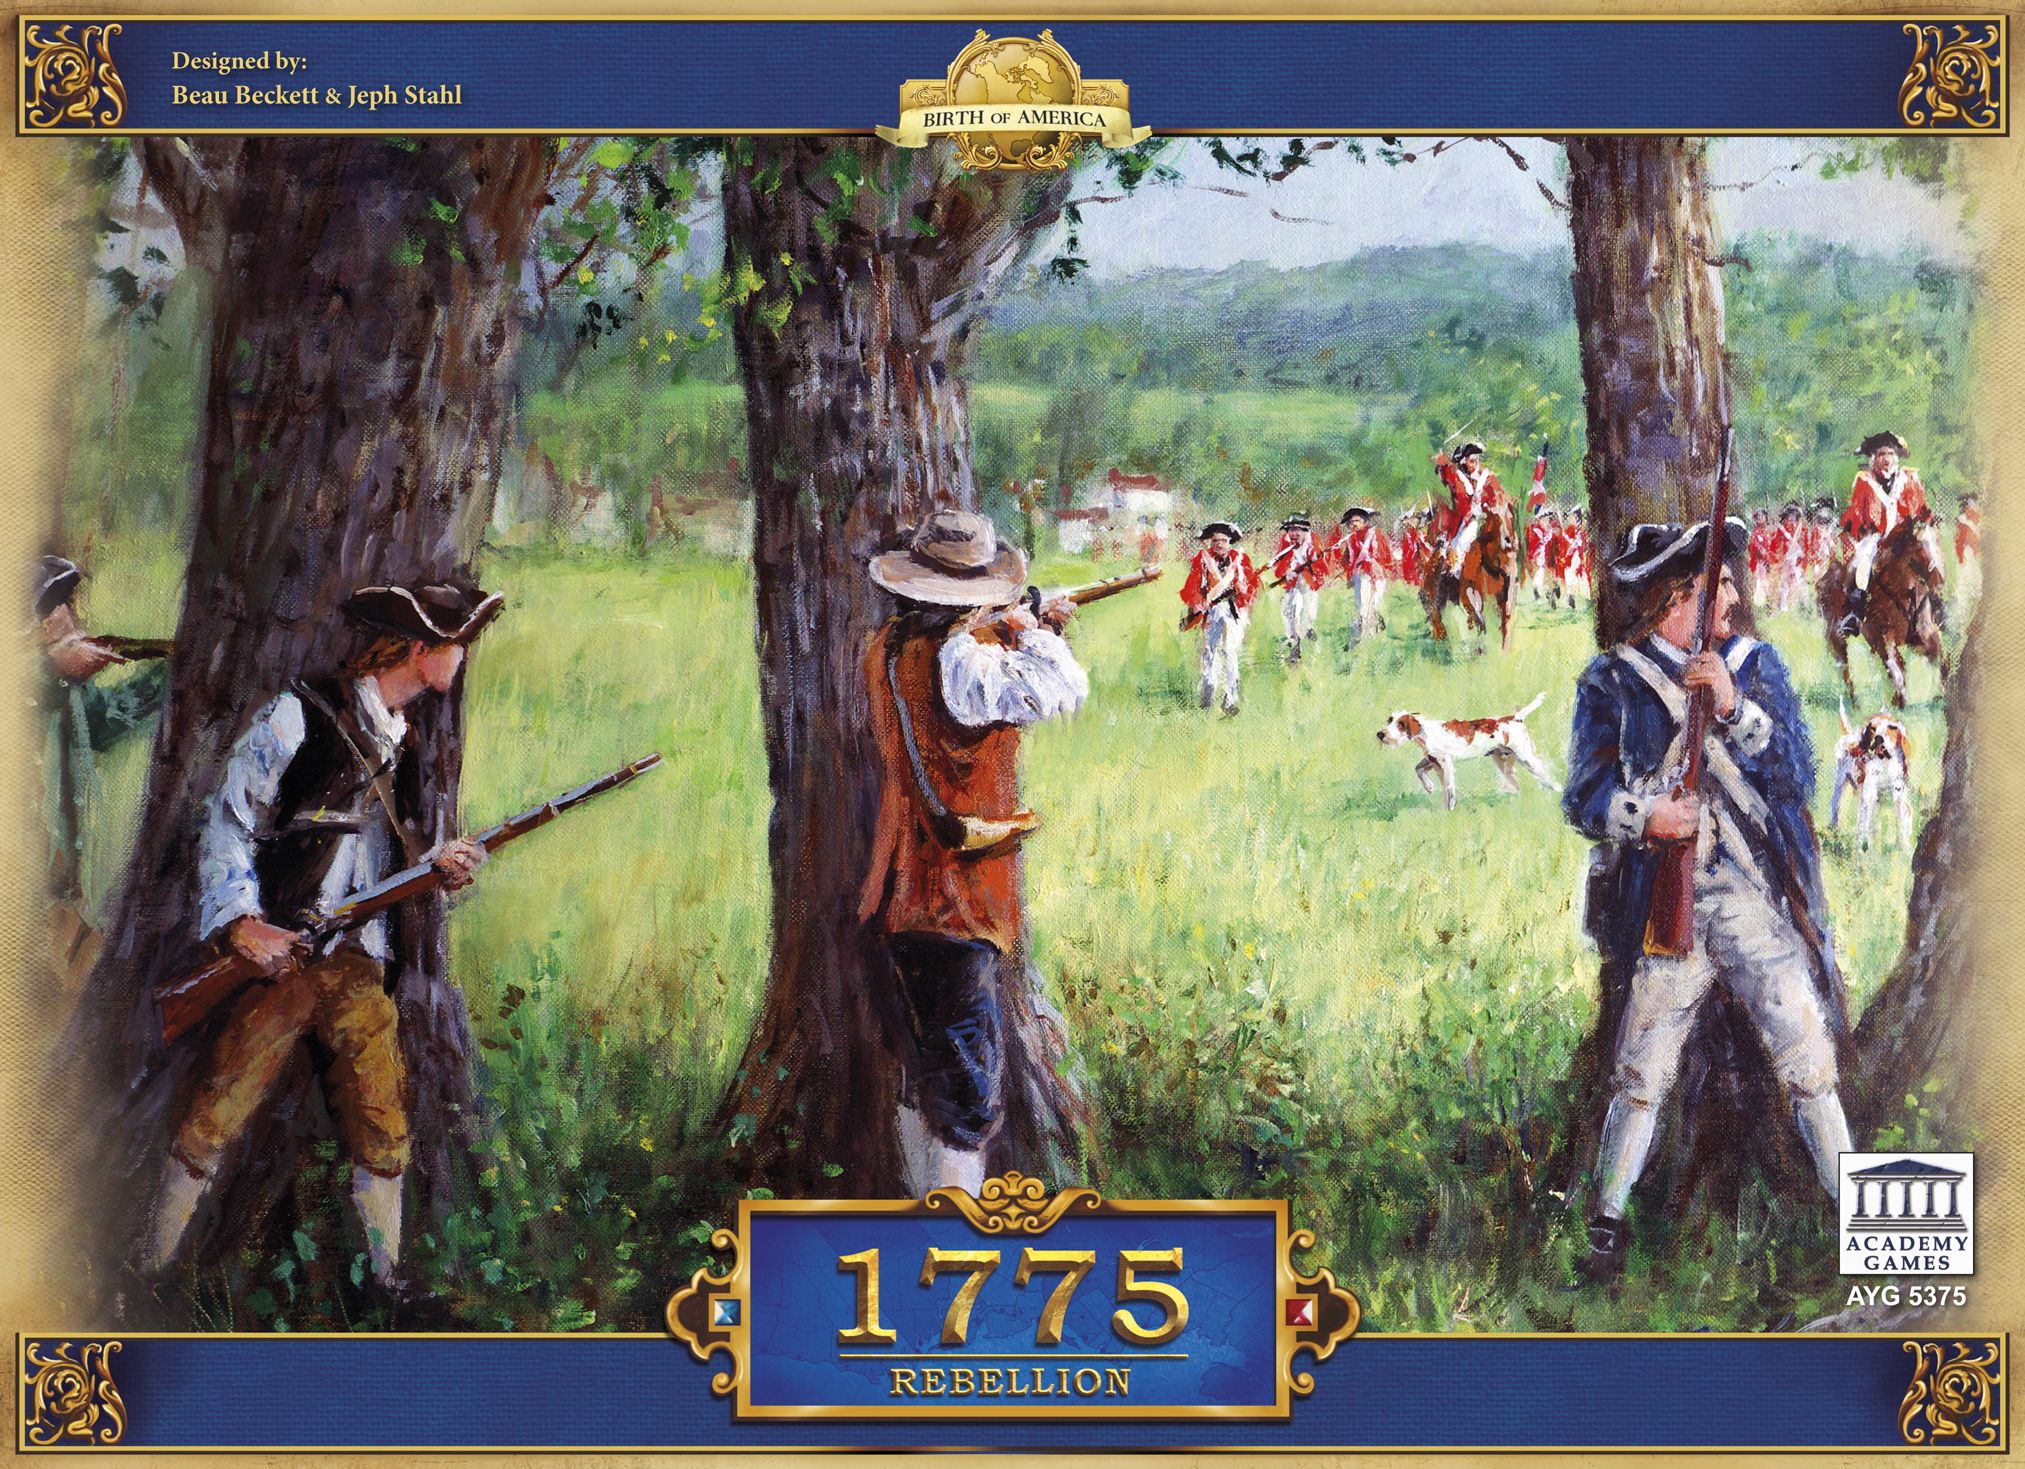 Designed by:
Beau Beckett & Jeph Stahl
BIRTH OF AMERICA
1775
REBELLION
ACADEMY
GAMES
AYG 5375